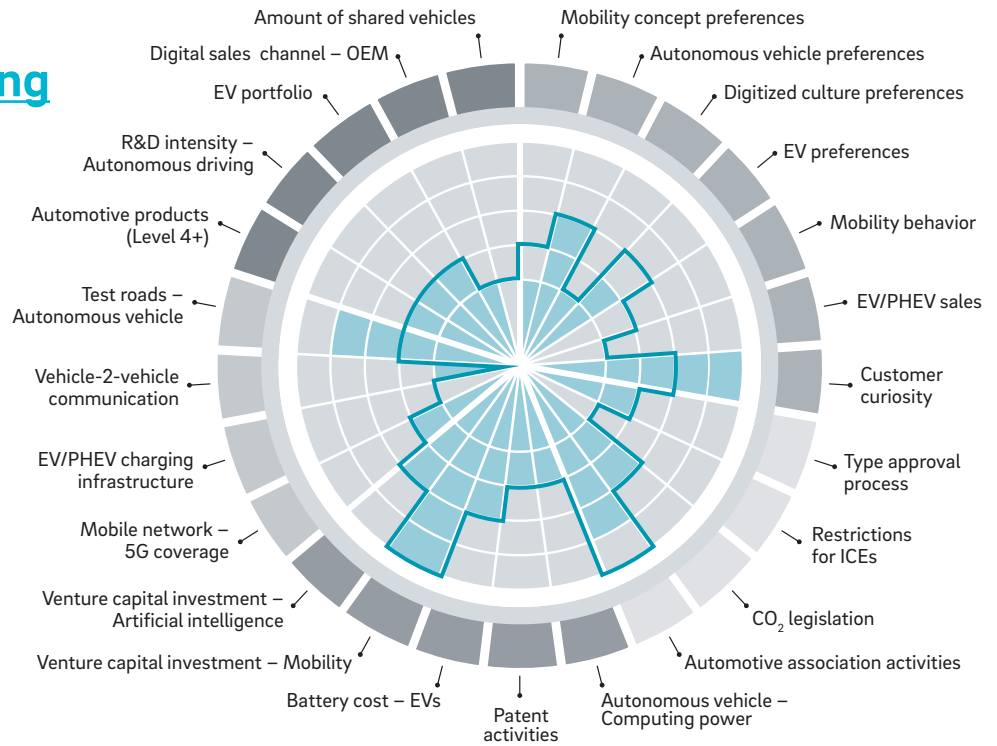 ng
Amount of shared vehicles
Mobility concept preferences
Digital sales channel – OEM
Autonomous vehicle preferences
EV portfolio
Digitized culture preferences
R&D intensity –
Autonomous driving
EV preferences
Automotive products
(Level 4+)
Mobility behavior
Test roads –
Autonomous vehicle
EV/PHEV sales
Vehicle-2-vehicle
communication
Customer
curiosity
EV/PHEV charging
infrastructure
Type approval
process
Mobile network –
5G coverage
Restrictions
for ICEs
Venture capital investment –
Artificial intelligence
CO₂ legislation
Venture capital investment – Mobility
Automotive association activities
Battery cost – EVs
Autonomous vehicle –
Computing power
Patent
activities